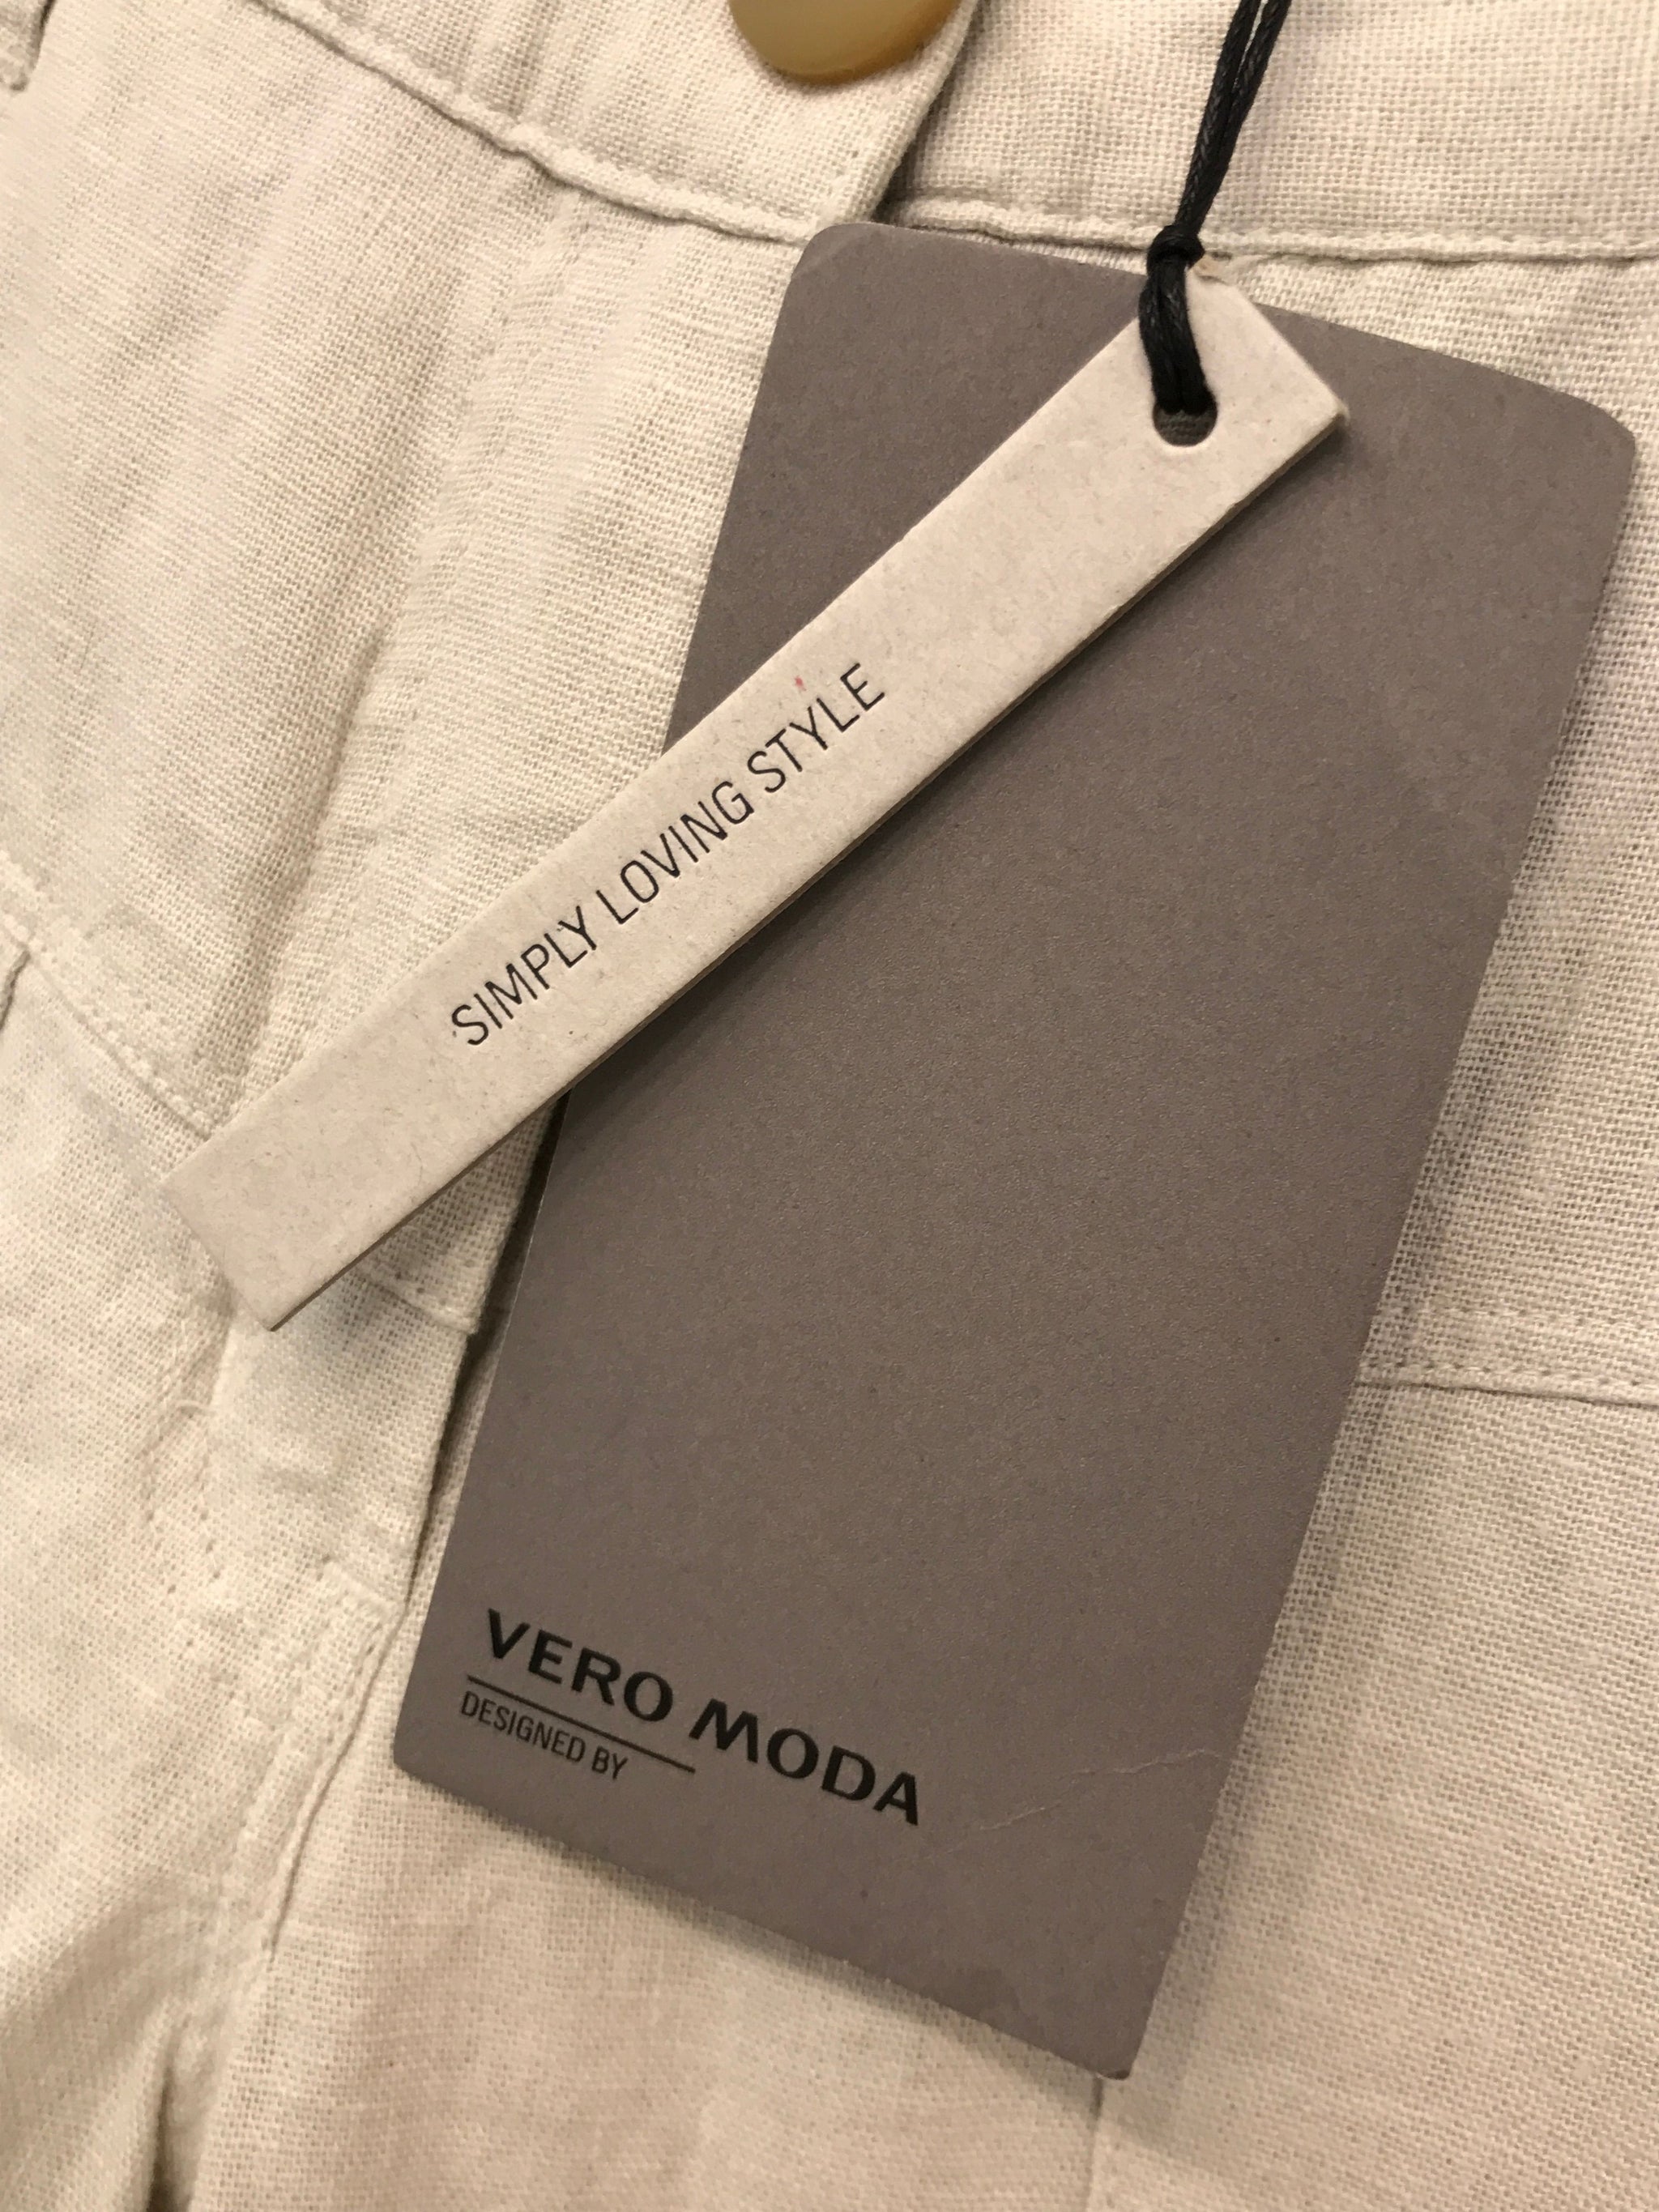 SIMPLY LOVING STYLE
VERO MODA
DESIGNED BY